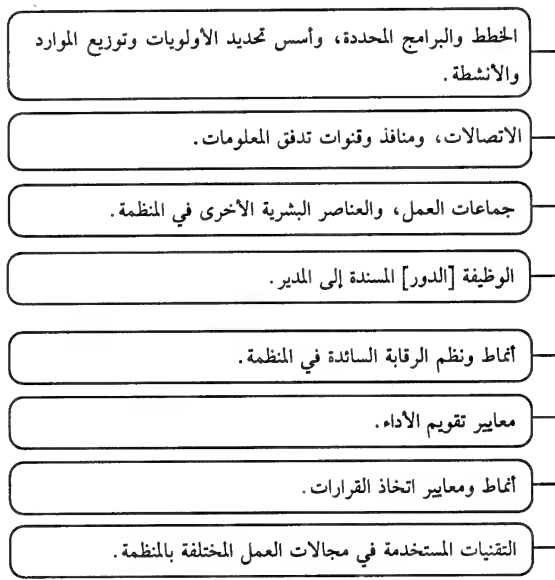 الخطط والبرامج المحددة، وأسس تحديد الأولويات وتوزيع الموارد
والأنشطة.
الاتصالات، ومنافذ وقنوات تدفق المعلومات.
جماعات العمل، والعناصر البشرية الأخرى في المنظمة.
الوظيفة [الدور] المسندة إلى المدير.
أنماط ونظم الرقابة السائدة في المنظمة.
معايير تقويم الأداء.
أنماط ومعايير اتخاذ القرارات.
التقنيات المستخدمة في مجالات العمل المختلفة بالمنظمة.